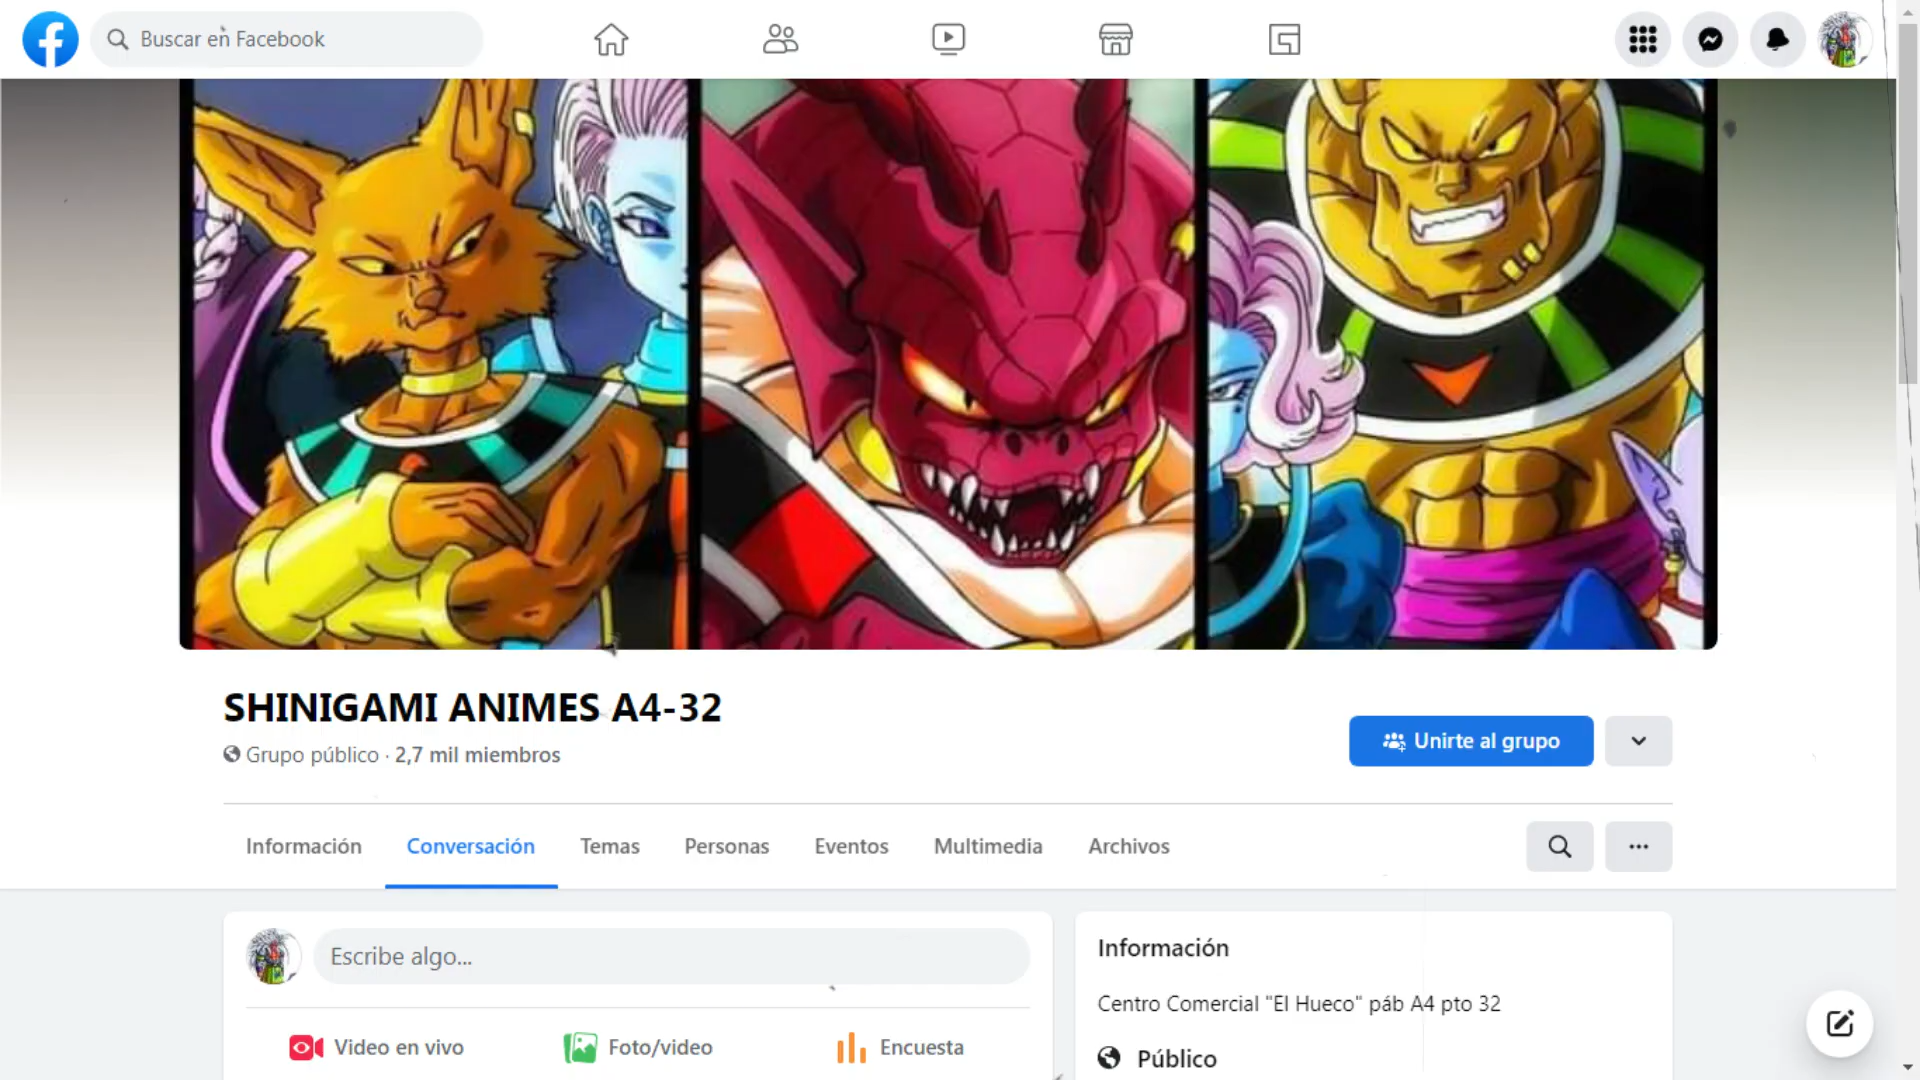 Buscar en Facebook
SHINIGAMI ANIMES A4-32
Grupo público · 2,7 mil miembros
Unirte al grupo
Información
Conversación
Temas
Personas
Eventos
Multimedia
Archivos
Escribe algo...
Video en vivo
Foto/video
Encuesta
Información
Centro Comercial "El Hueco" páb A4 pto 32
Público